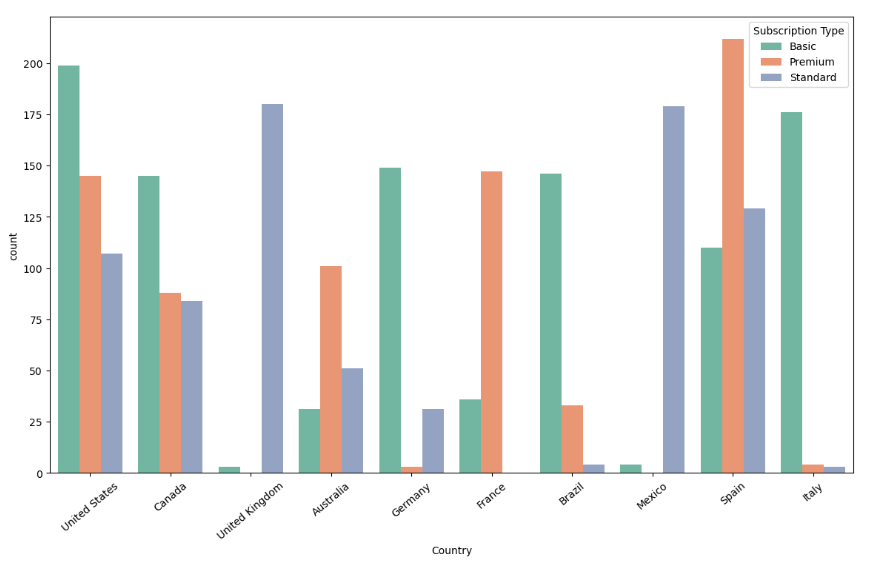 Subscription Type
Basic
Premium
Standard
200
175
150
125
100
75
50
25
0
count
United States
Canada
United Kingdom
Australia
Germany
France
Brazil
Mexico
Spain
Italy
Country